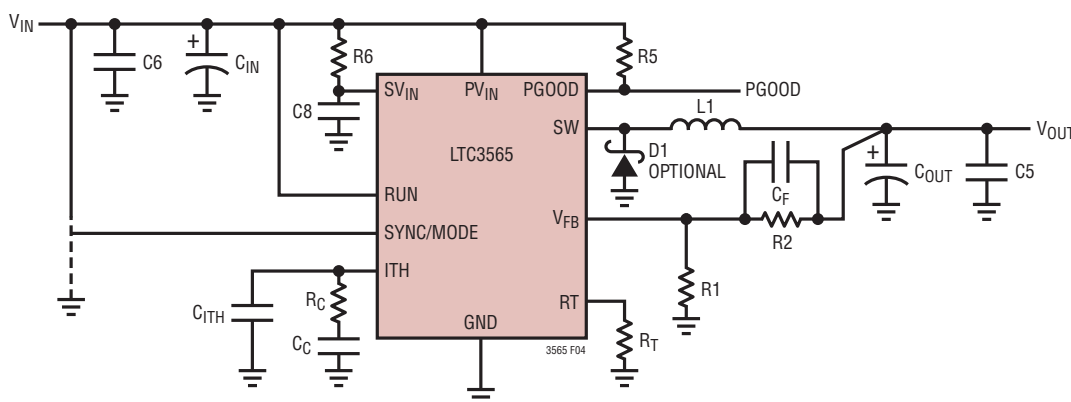 VIN
C6
+
CIN
R6
C8
SVIN
PVIN
PGOOD
R5
PGOOD
SW
L1
VOUT
LTC3565
D1
OPTIONAL
CF
+
COUT
C5
RUN
VFB
R2
SYNC/MODE
ITH
R1
CITH
RC
CC
RT
GND
RT
3565 F04